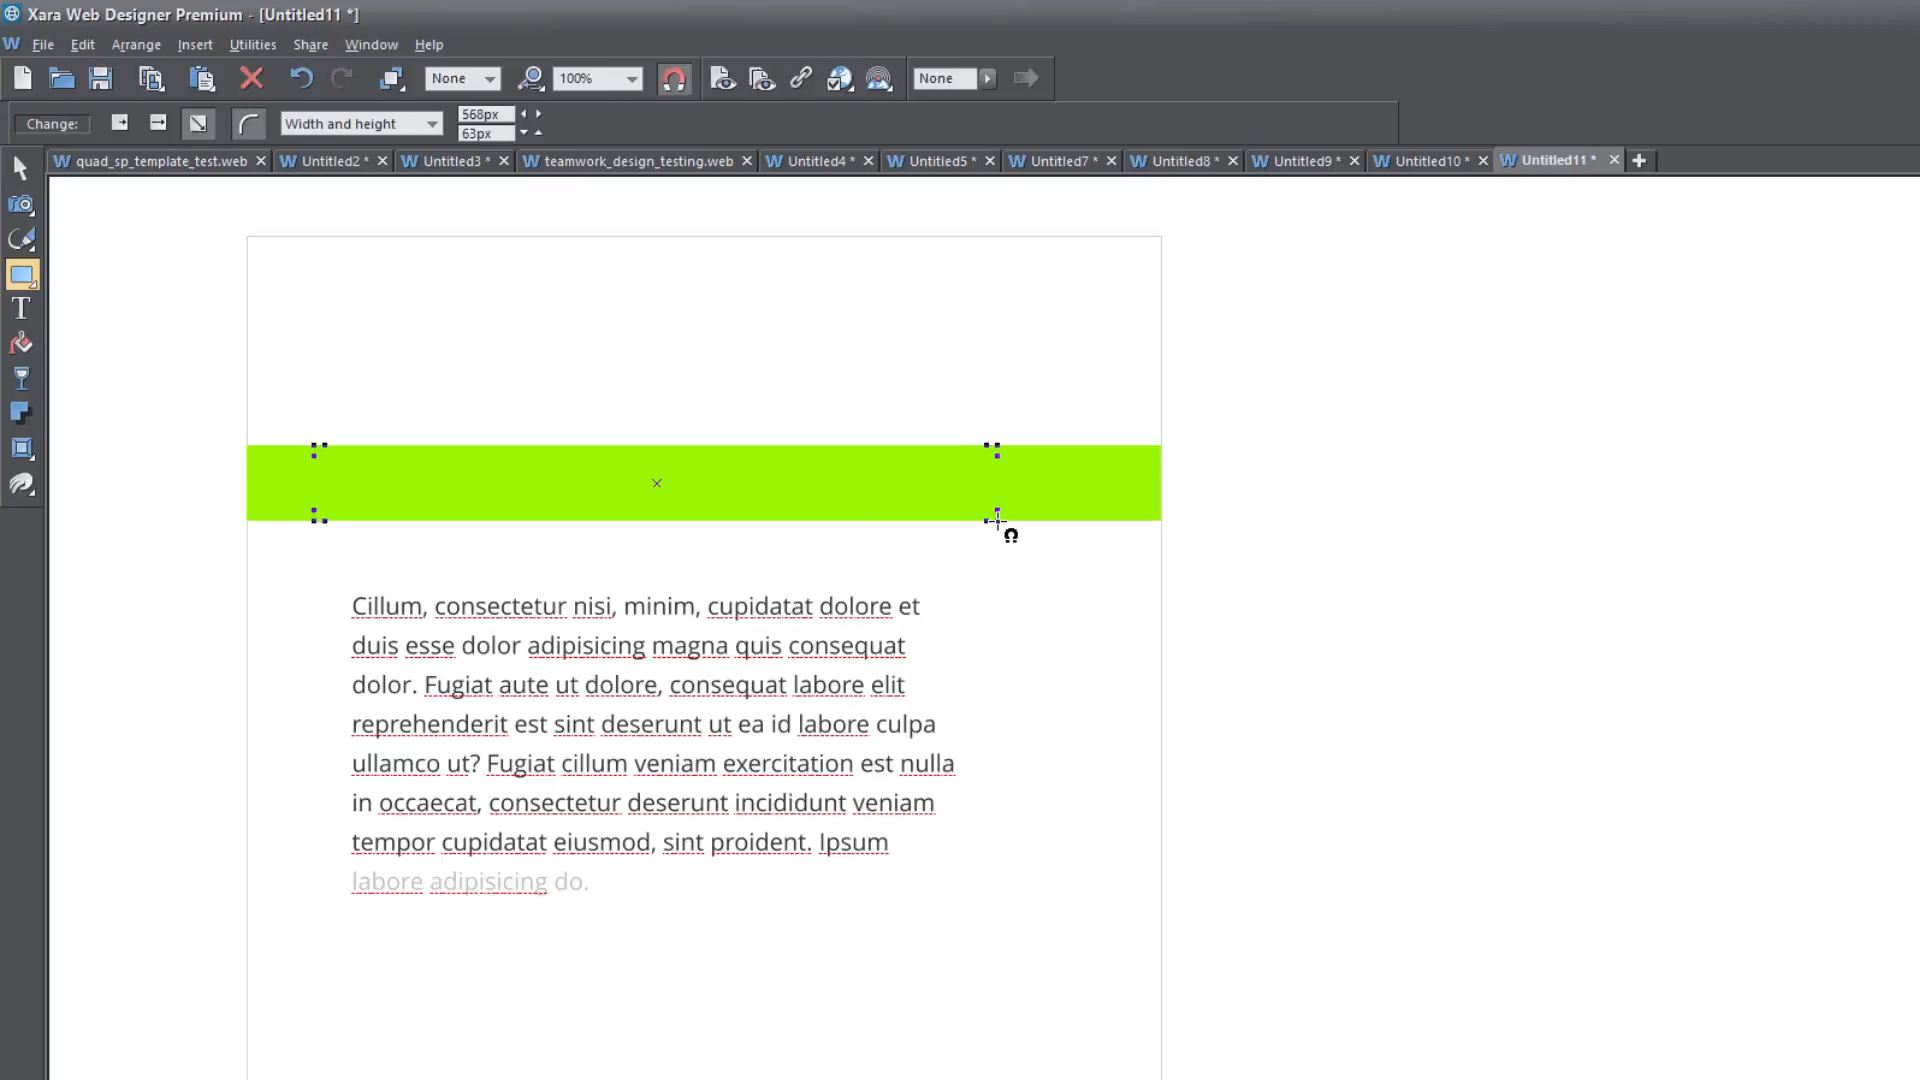 Xara Web Designer Premium - [Untitled11 *]
File Edit Arrange Insert Utilities Share Window Help
None 100% None
Change: Width and height 568px
63px
quad_sp_template_test.web Untitled2 * Untitled3 * teamwork_design_testing.web Untitled4 * Untitled5 * Untitled7 * Untitled8 * Untitled9 * Untitled10 * Untitled11 *
Cillum, consectetur nisi, minim, cupidatat dolore et
duis esse dolor adipisicing magna quis consequat
dolor. Fugiat aute ut dolore, consequat labore elit
reprehenderit est sint deserunt ut ea id labore culpa
ullamco ut? Fugiat cillum veniam exercitation est nulla
in occaecat, consectetur deserunt incididunt veniam
tempor cupidatat eiusmod, sint proident. Ipsum
labore adipisicing do.